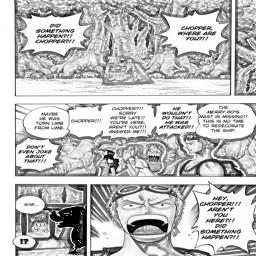 DID
SOMETHING
HAPPEN!!
CHOPPER?!!
CHOPPER,
WHERE ARE
YOU?!!
MAYBE
HE WAS
TORN LIMB
FROM LIMB.
CHOPPER!!!
CHOPPER!!
SORRY
WE'RE LATE!!
YOU'RE HERE,
AREN'T YOU!!
ANSWER ME!!!
HE
WOULDN'T
DO THAT!!
HE WAS
ATTACKED!!
THE
MERRY GO'S
MAST IS MISSING!!
THIS IS NO TIME
TO REDECORATE
THE SHIP.
DON'T
EVEN JOKE
ABOUT
THAT!!!
!?
HEY,
CHOPPER!!!
AREN'T
YOU
HERE?!!
DID
SOMETHING
HAPPEN?!!